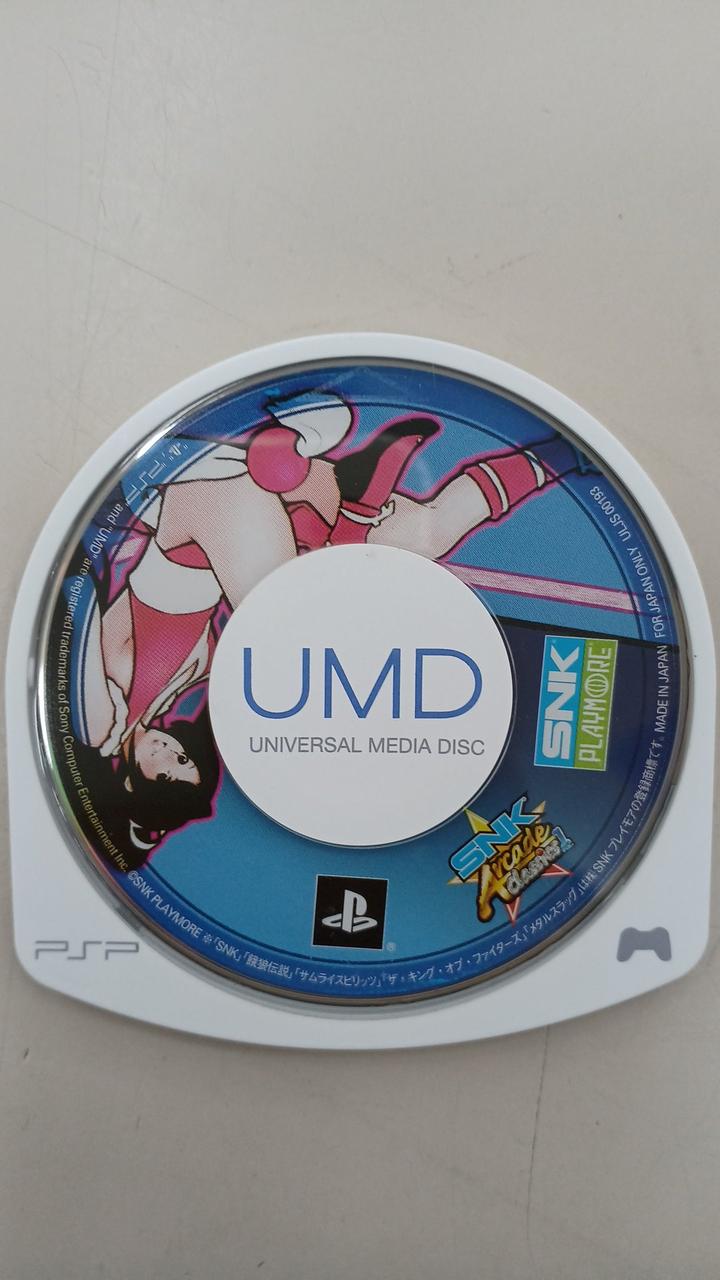 UMD
UNIVERSAL MEDIA DISC
SNK
PLAYMORE
SNK
Arcade
Classics 1
®
PSP
and "UMD" are registered trademarks of Sony Computer Entertainment Inc.
©SNK PLAYMORE ※「SNK」「餓狼伝説」「サムライスピリッツ」「ザ・キング・オブ・ファイターズ」「メタルスラッグ」は㈱SNKプレイモアの登録商標です。 MADE IN JAPAN FOR JAPAN ONLY ULJS 00193
PSP